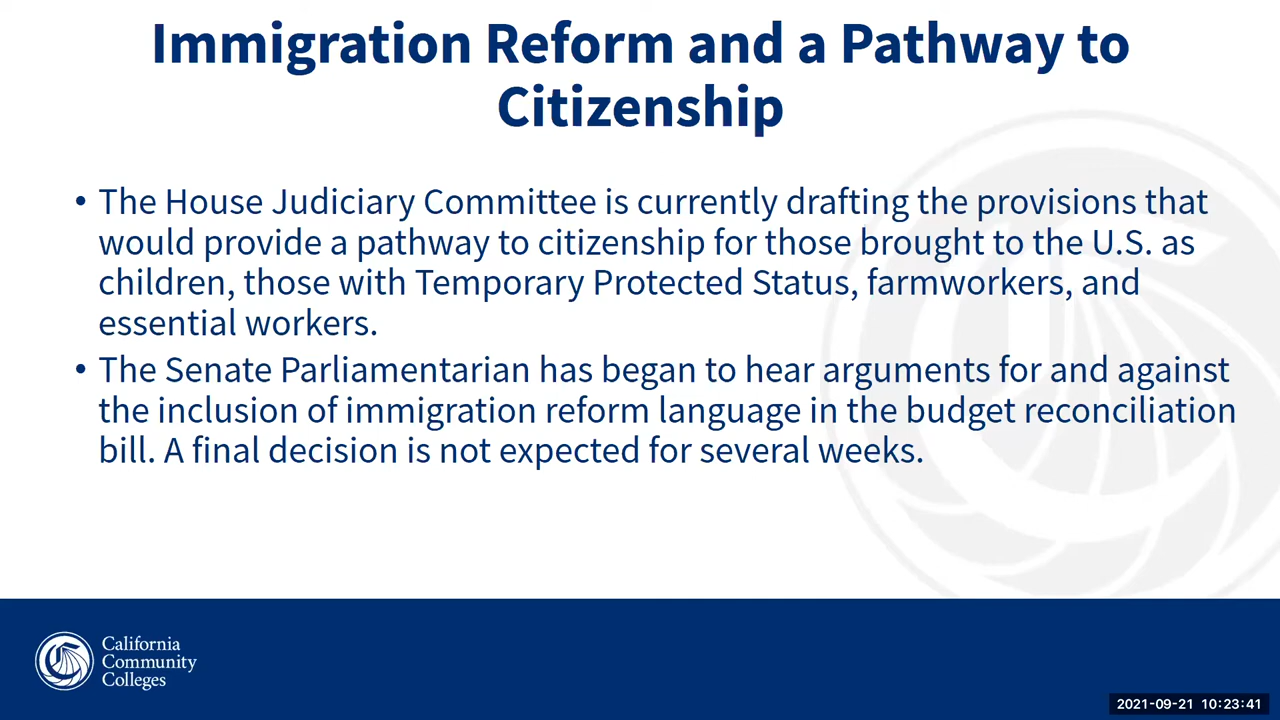 Immigration Reform and a Pathway to
Citizenship
• The House Judiciary Committee is currently drafting the provisions that
would provide a pathway to citizenship for those brought to the U.S. as
children, those with Temporary Protected Status, farmworkers, and
essential workers.
• The Senate Parliamentarian has began to hear arguments for and against
the inclusion of immigration reform language in the budget reconciliation
bill. A final decision is not expected for several weeks.
California
Community
Colleges
2021-09-21 10:23:41